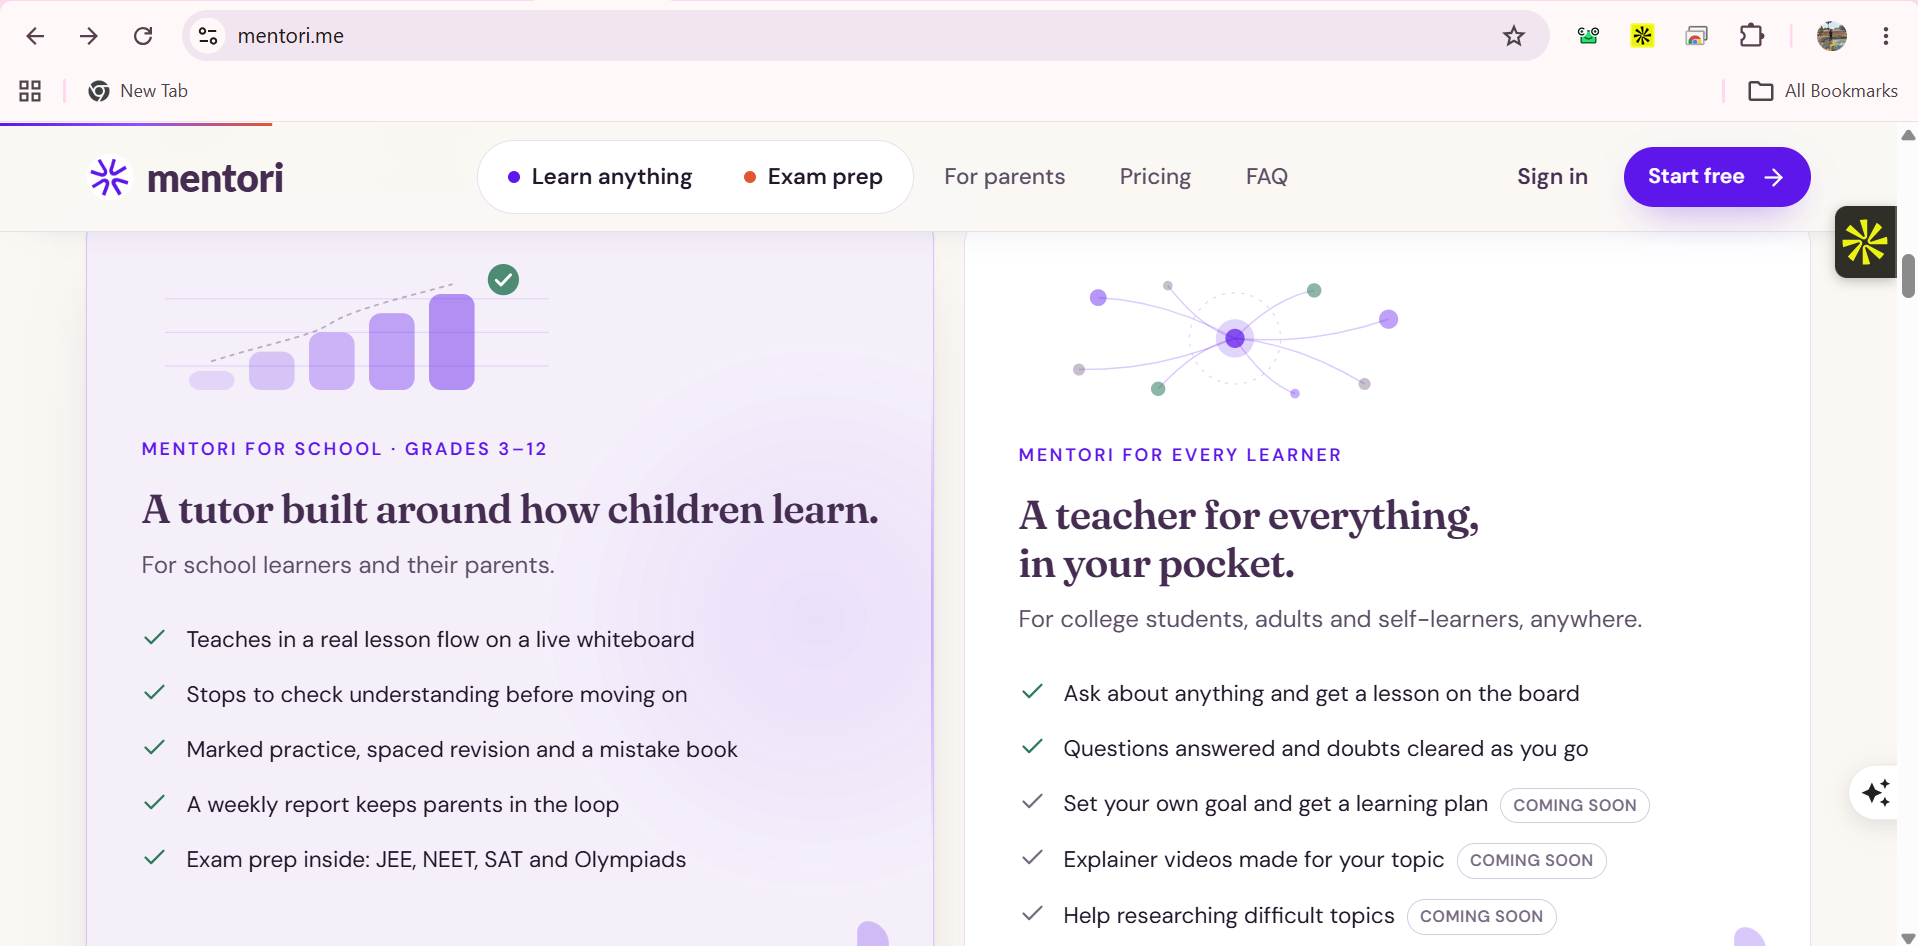 mentori.me
New Tab
All Bookmarks
mentori
Learn anything
Exam prep
For parents
Pricing
FAQ
Sign in
Start free
MENTORI FOR SCHOOL · GRADES 3–12
A tutor built around how children learn.
For school learners and their parents.
Teaches in a real lesson flow on a live whiteboard
Stops to check understanding before moving on
Marked practice, spaced revision and a mistake book
A weekly report keeps parents in the loop
Exam prep inside: JEE, NEET, SAT and Olympiads
MENTORI FOR EVERY LEARNER
A teacher for everything,
in your pocket.
For college students, adults and self-learners, anywhere.
Ask about anything and get a lesson on the board
Questions answered and doubts cleared as you go
Set your own goal and get a learning plan COMING SOON
Explainer videos made for your topic COMING SOON
Help researching difficult topics COMING SOON